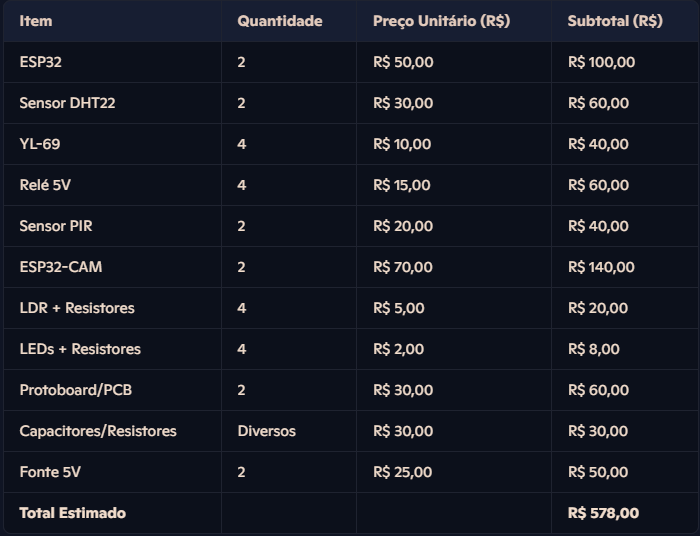 Item Quantidade Preço Unitário (R$) Subtotal (R$)
ESP32 2 R$ 50,00 R$ 100,00
Sensor DHT22 2 R$ 30,00 R$ 60,00
YL-69 4 R$ 10,00 R$ 40,00
Relé 5V 4 R$ 15,00 R$ 60,00
Sensor PIR 2 R$ 20,00 R$ 40,00
ESP32-CAM 2 R$ 70,00 R$ 140,00
LDR + Resistores 4 R$ 5,00 R$ 20,00
LEDs + Resistores 4 R$ 2,00 R$ 8,00
Protoboard/PCB 2 R$ 30,00 R$ 60,00
Capacitores/Resistores Diversos R$ 30,00 R$ 30,00
Fonte 5V 2 R$ 25,00 R$ 50,00
Total Estimado R$ 578,00